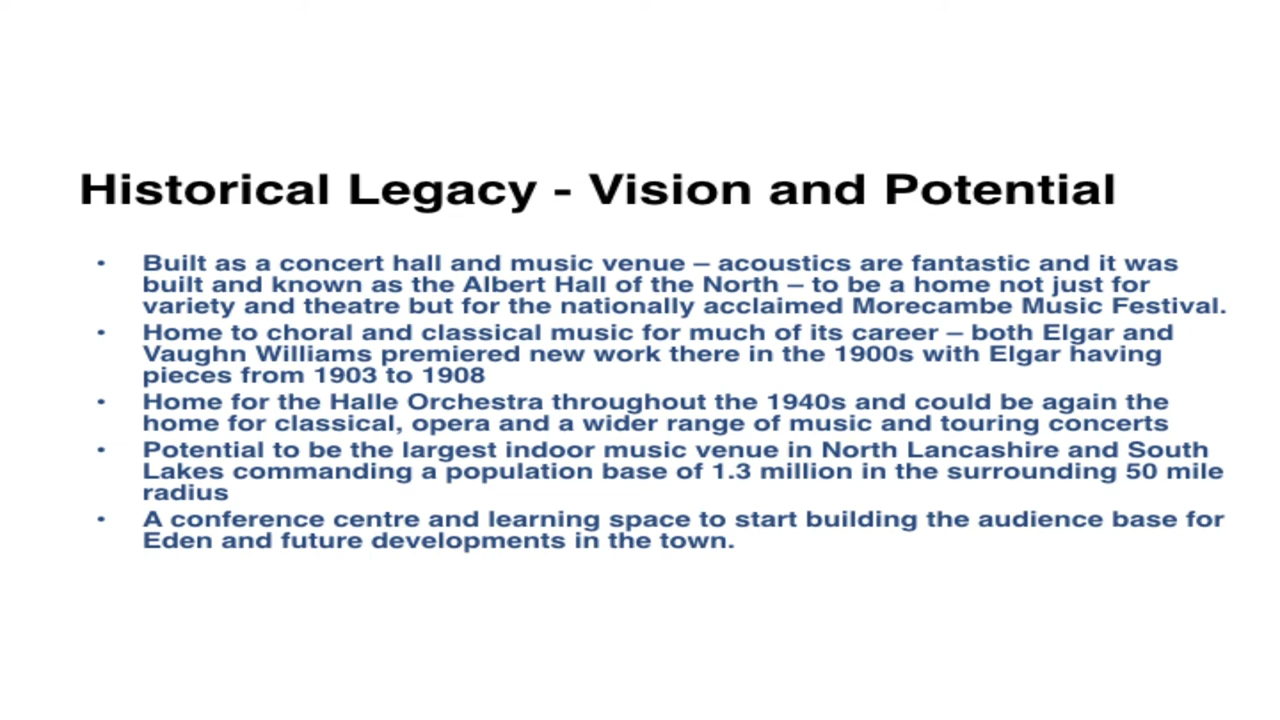 Historical Legacy - Vision and Potential
• Built as a concert hall and music venue – acoustics are fantastic and it was
built and known as the Albert Hall of the North – to be a home not just for
variety and theatre but for the nationally acclaimed Morecambe Music Festival.
• Home to choral and classical music for much of its career – both Elgar and
Vaughn Williams premiered new work there in the 1900s with Elgar having
pieces from 1903 to 1908
• Home for the Halle Orchestra throughout the 1940s and could be again the
home for classical, opera and a wider range of music and touring concerts
• Potential to be the largest indoor music venue in North Lancashire and South
Lakes commanding a population base of 1.3 million in the surrounding 50 mile
radius
• A conference centre and learning space to start building the audience base for
Eden and future developments in the town.